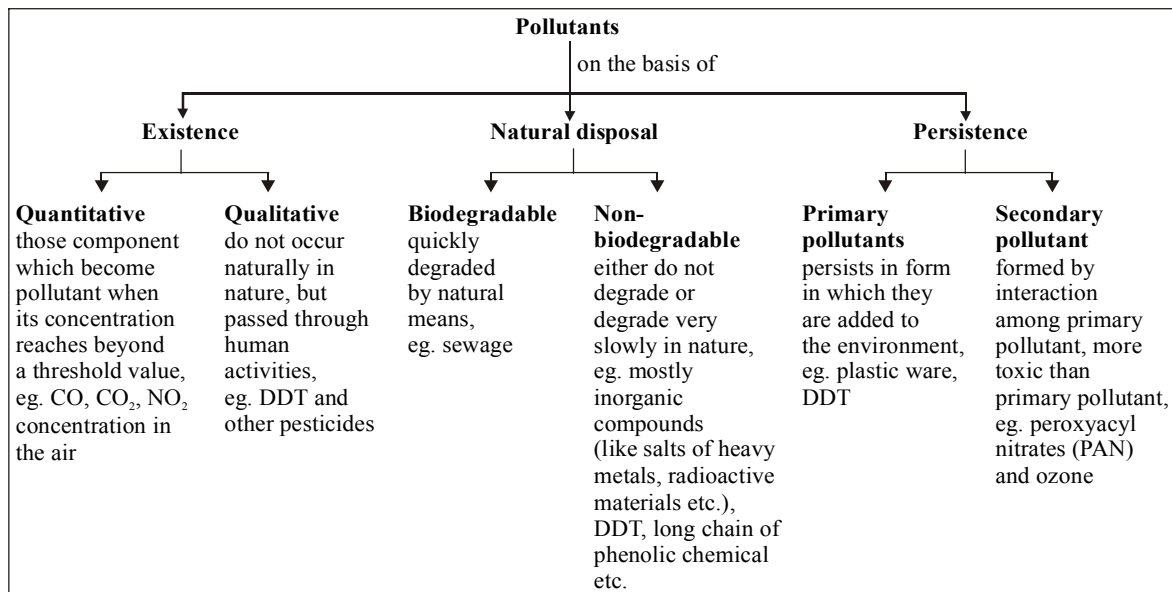 Pollutants
on the basis of
Existence
Natural disposal
Persistence
Quantitative
those component
which become
pollutant when
its concentration
reaches beyond
a threshold value,
eg. CO, CO₂, NO₂
concentration in
the air
Qualitative
do not occur
naturally in
nature, but
passed through
human
activities,
eg. DDT and
other pesticides
Biodegradable
quickly
degraded
by natural
means,
eg. sewage
Non-
biodegradable
either do not
degrade or
degrade very
slowly in nature,
eg. mostly
inorganic
compounds
(like salts of heavy
metals, radioactive
materials etc.),
DDT, long chain of
phenolic chemical
etc.
Primary
pollutants
persists in form
in which they
are added to
the environment,
eg. plastic ware,
DDT
Secondary
pollutant
formed by
interaction
among primary
pollutant, more
toxic than
primary pollutant,
eg. peroxyacyl
nitrates (PAN)
and ozone